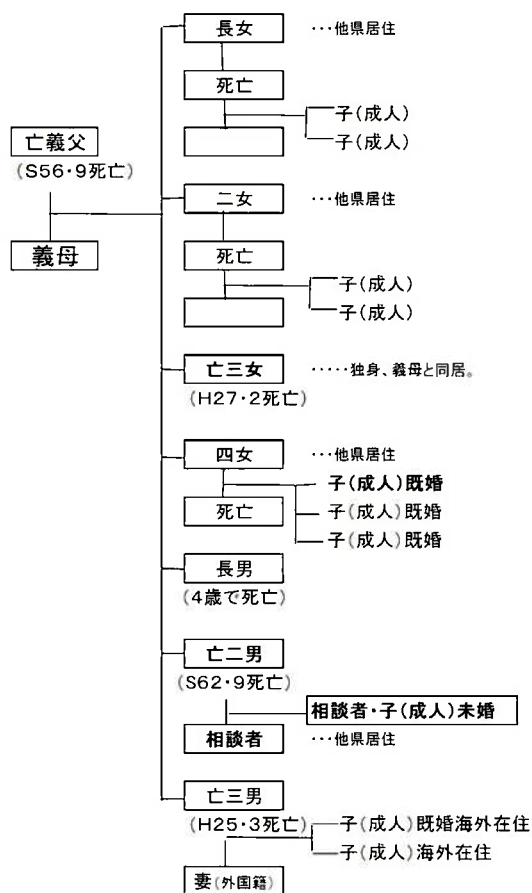 長女 ・・・他県居住
死亡
子(成人)
子(成人)
亡義父
(S56・9死亡)
義母
二女 ・・・他県居住
死亡
子(成人)
子(成人)
亡三女 ・・・・・独身、義母と同居。
(H27・2死亡)
四女 ・・・他県居住
子(成人)既婚
死亡 子(成人)既婚
子(成人)既婚
長男
(4歳で死亡)
亡二男
(S62・9死亡)
相談者・子(成人)未婚
相談者 ・・・他県居住
亡三男
(H25・3死亡) 子(成人)既婚海外在住
子(成人)海外在住
妻(外国籍)